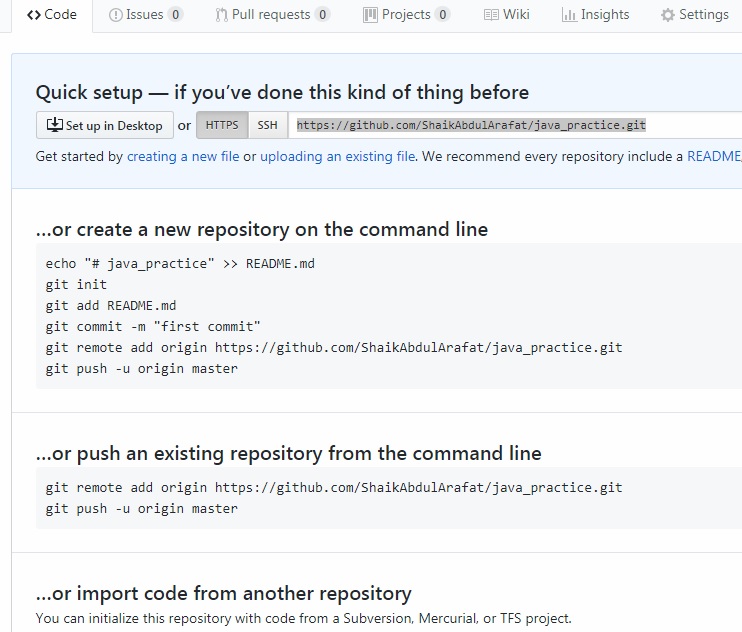 <> Code Issues 0 Pull requests 0 Projects 0 Wiki Insights Settings
Quick setup — if you’ve done this kind of thing before
Set up in Desktop or HTTPS SSH https://github.com/ShaikAbdulArafat/java_practice.git
Get started by creating a new file or uploading an existing file. We recommend every repository include a README,
…or create a new repository on the command line
echo "# java_practice" >> README.md
git init
git add README.md
git commit -m "first commit"
git remote add origin https://github.com/ShaikAbdulArafat/java_practice.git
git push -u origin master
…or push an existing repository from the command line
git remote add origin https://github.com/ShaikAbdulArafat/java_practice.git
git push -u origin master
…or import code from another repository
You can initialize this repository with code from a Subversion, Mercurial, or TFS project.